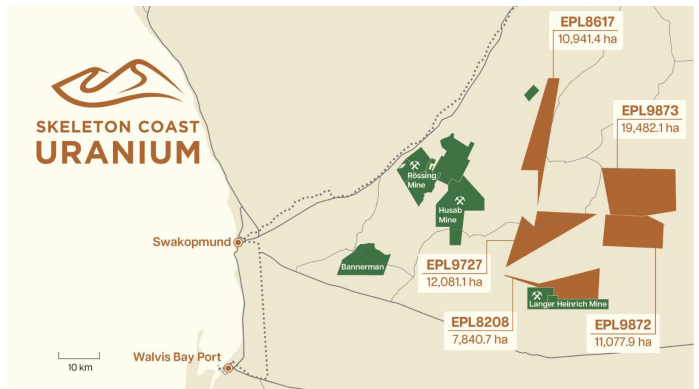 SKELETON COAST
URANIUM
EPL8617
10,941.4 ha
EPL9873
19,482.1 ha
Rössing
Mine
Husab
Mine
Swakopmund
Bannerman
EPL9727
12,081.1 ha
Langer Heinrich Mine
EPL8208
7,840.7 ha
EPL9872
11,077.9 ha
Walvis Bay Port
10 km